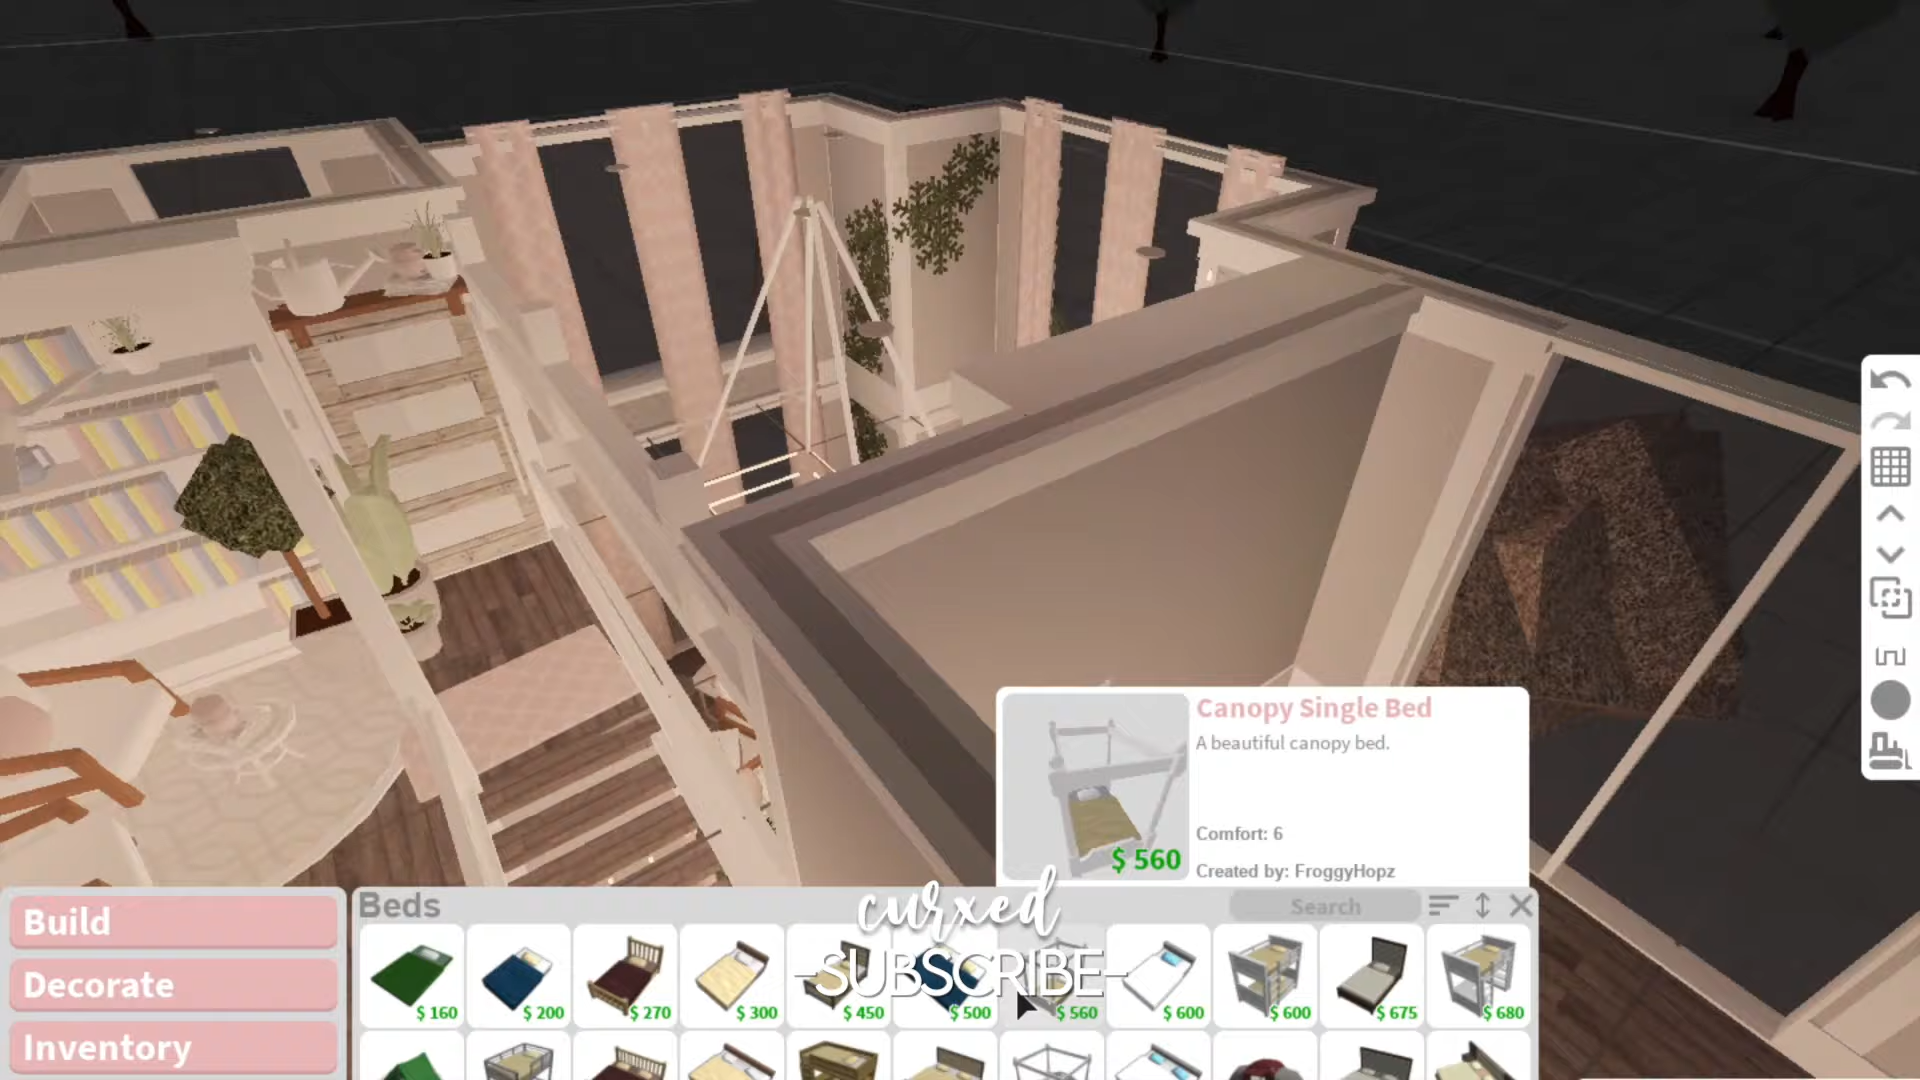 Canopy Single Bed
A beautiful canopy bed.
Comfort: 6
$ 560
Created by: FroggyHopz
Build
Decorate
Inventory
Beds
Search
curxed
-SUBSCRIBE-
$ 160
$ 200
$ 270
$ 300
$ 450
$ 500
$ 560
$ 600
$ 600
$ 675
$ 680